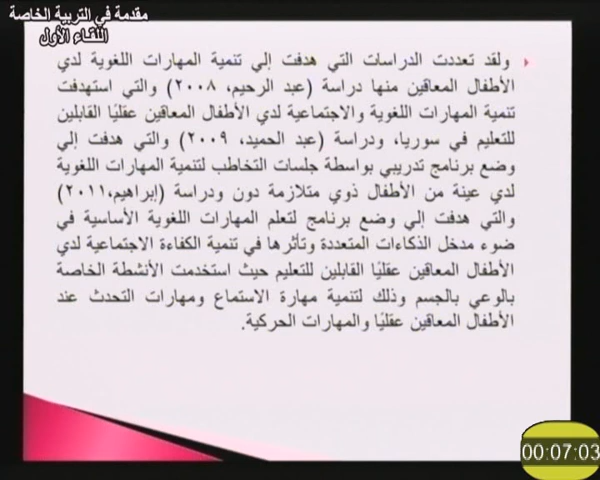 مقدمة في التربية الخاصة
اللقاء الأول
ولقد تعددت الدراسات التي هدفت إلي تنمية المهارات اللغوية لدي
الأطفال المعاقين منها دراسة (عبد الرحيم، ٢٠٠٨) والتي استهدفت
تنمية المهارات اللغوية والاجتماعية لدي الأطفال المعاقين عقليًا القابلين
للتعليم في سوريا، ودراسة (عبد الحميد، ٢٠٠٩) والتي هدفت إلي
وضع برنامج تدريبي بواسطة جلسات التخاطب لتنمية المهارات اللغوية
لدي عينة من الأطفال ذوي متلازمة دون ودراسة (إبراهيم،٢٠١١)
والتي هدفت إلي وضع برنامج لتعلم المهارات اللغوية الأساسية في
ضوء مدخل الذكاءات المتعددة وتأثرها في تنمية الكفاءة الاجتماعية لدي
الأطفال المعاقين عقليًا القابلين للتعليم حيث استخدمت الأنشطة الخاصة
بالوعي بالجسم وذلك لتنمية مهارة الاستماع ومهارات التحدث عند
الأطفال المعاقين عقليًا والمهارات الحركية.
00:07:03